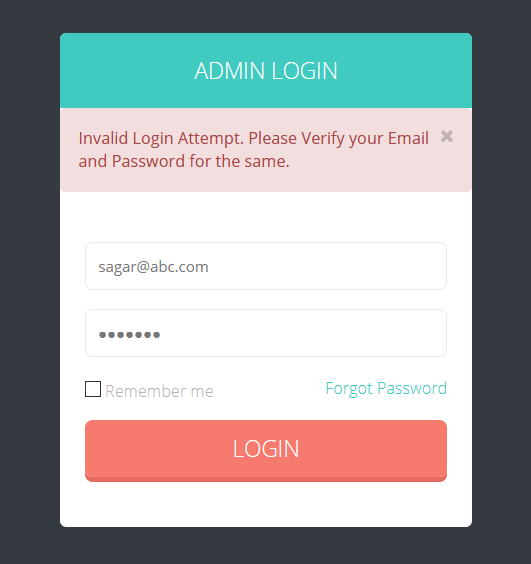 ADMIN LOGIN
Invalid Login Attempt. Please Verify your Email
and Password for the same.
sagar@abc.com
•••••••
Remember me
Forgot Password
LOGIN